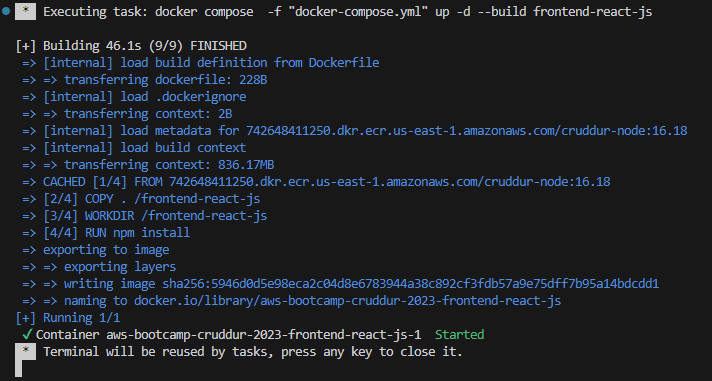 * Executing task: docker compose  -f "docker-compose.yml" up -d --build frontend-react-js
[+] Building 46.1s (9/9) FINISHED
=> [internal] load build definition from Dockerfile
=> => transferring dockerfile: 228B
=> [internal] load .dockerignore
=> => transferring context: 2B
=> [internal] load metadata for 742648411250.dkr.ecr.us-east-1.amazonaws.com/cruddur-node:16.18
=> [internal] load build context
=> => transferring context: 836.17MB
=> CACHED [1/4] FROM 742648411250.dkr.ecr.us-east-1.amazonaws.com/cruddur-node:16.18
=> [2/4] COPY . /frontend-react-js
=> [3/4] WORKDIR /frontend-react-js
=> [4/4] RUN npm install
=> exporting to image
=> => exporting layers
=> => writing image sha256:5946d0d5e98eca2c04d8e6783944a38c892cf3fdb57a9e75dff7b95a14bdcdd1
=> => naming to docker.io/library/aws-bootcamp-cruddur-2023-frontend-react-js
[+] Running 1/1
✓ Container aws-bootcamp-cruddur-2023-frontend-react-js-1  Started
* Terminal will be reused by tasks, press any key to close it.